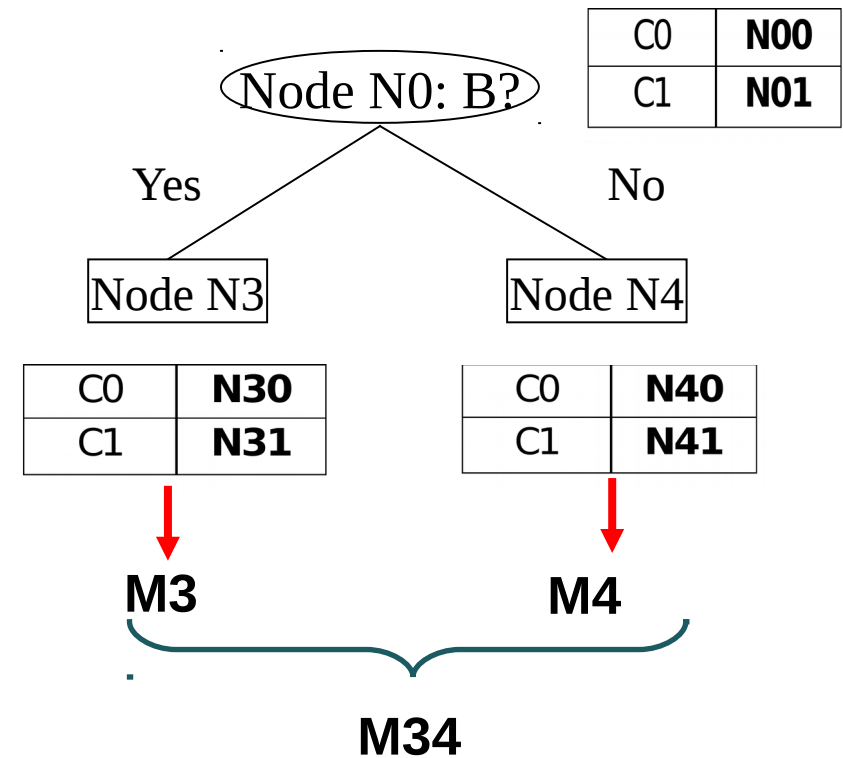 C0 N00
C1 N01
Node N0: B?
Yes No
Node N3 Node N4
C0 N30 C0 N40
C1 N31 C1 N41
M3 M4
M34